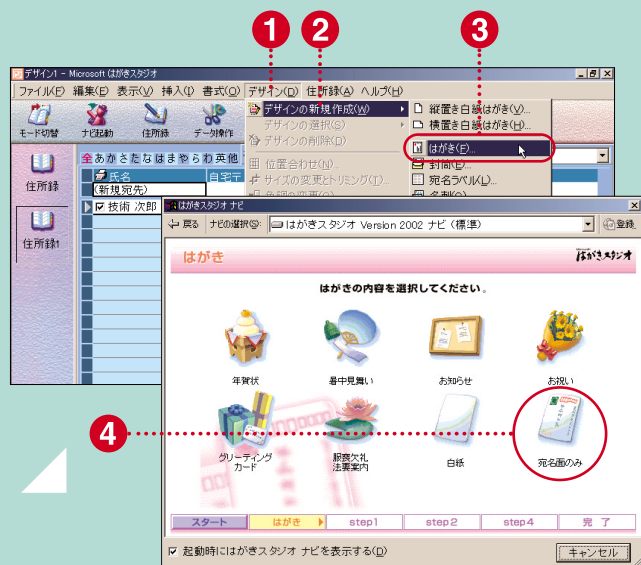 1 2 3
デザイン1 - Microsoft はがきスタジオ
ファイル(F) 編集(E) 表示(V) 挿入(I) 書式(O) デザイン(D) 住所録(A) ヘルプ(H)
モード切替 ナビ起動 住所録 データ操作
デザインの新規作成(W)
デザインの選択(S)
デザインの削除(D)
位置合わせ(N)...
サイズの変更とトリミング(T)...
色調の変更(C)...
縦置き白紙はがき(V)...
横置き白紙はがき(H)...
はがき(F)...
封筒(E)...
宛名ラベル(L)...
名刺(C)...
住所録
住所録1
全 あ か さ た な は ま や ら わ 英 他
氏名 自宅〒
(新規宛先)
技術 次郎
はがきスタジオ ナビ
戻る ナビの選択(S): はがきスタジオ Version 2002 ナビ (標準) 登録
はがき はがきスタジオ
はがきの内容を選択してください。
年賀状 暑中見舞い お知らせ お祝い
4
グリーティング
カード
服喪欠礼
法要案内
白紙
宛名面のみ
スタート はがき step1 step2 step4 完了
起動時にはがきスタジオ ナビを表示する(D) キャンセル